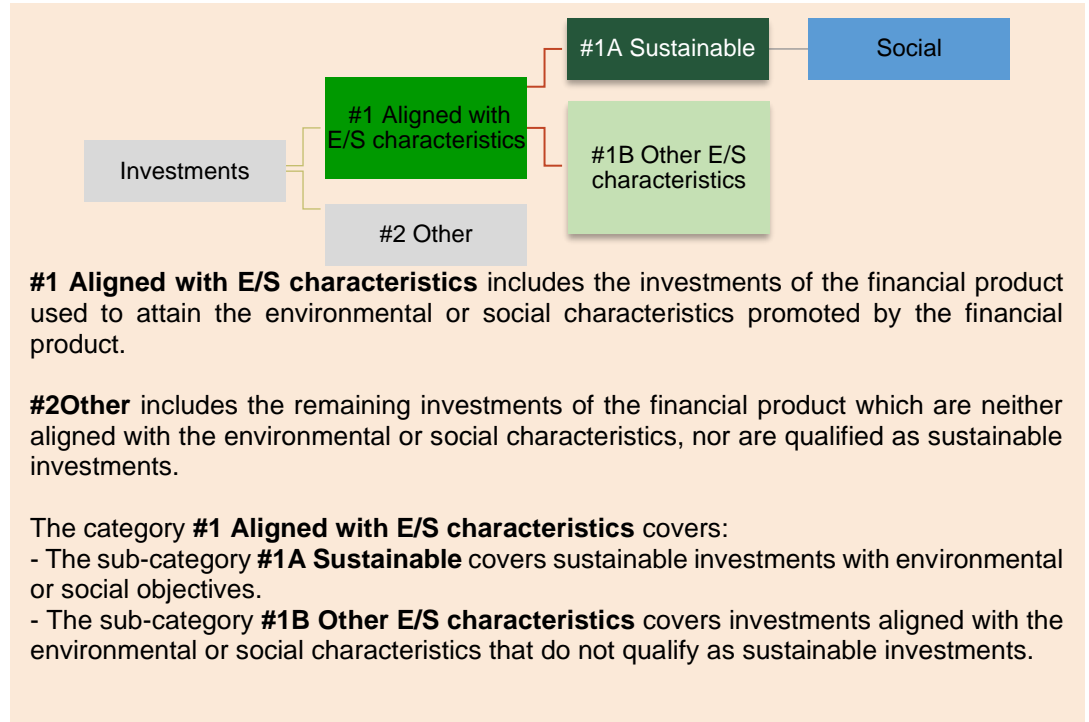 #1A Sustainable
Social
#1 Aligned with
E/S characteristics
#1B Other E/S
characteristics
Investments
#2 Other
#1 Aligned with E/S characteristics includes the investments of the financial product
used to attain the environmental or social characteristics promoted by the financial
product.
#2Other includes the remaining investments of the financial product which are neither
aligned with the environmental or social characteristics, nor are qualified as sustainable
investments.
The category #1 Aligned with E/S characteristics covers:
- The sub-category #1A Sustainable covers sustainable investments with environmental
or social objectives.
- The sub-category #1B Other E/S characteristics covers investments aligned with the
environmental or social characteristics that do not qualify as sustainable investments.